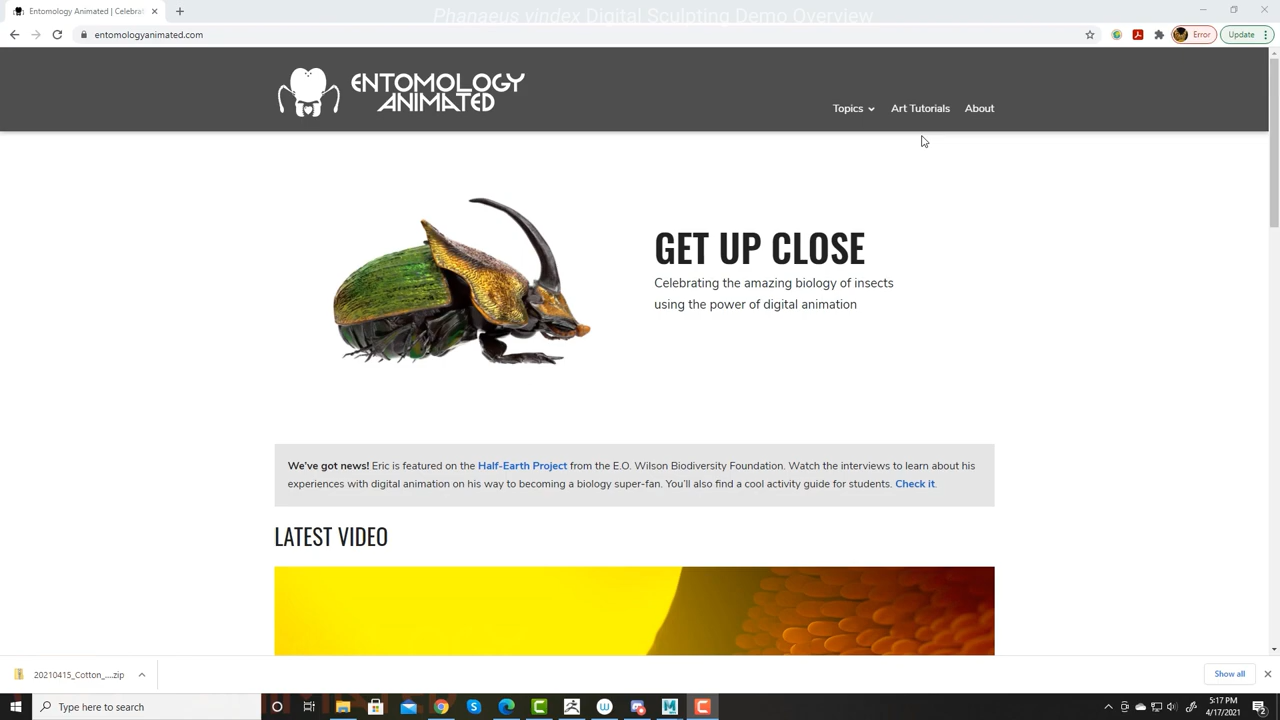 Phanaeus vindex Digital Sculpting Demo Overview
Entomology Animated | Celebra
entomologyanimated.com
Error
Update
ENTOMOLOGY
ANIMATED
Topics
Art Tutorials
About
GET UP CLOSE
Celebrating the amazing biology of insects
using the power of digital animation
We've got news! Eric is featured on the Half-Earth Project from the E.O. Wilson Biodiversity Foundation. Watch the interviews to learn about his
experiences with digital animation on his way to becoming a biology super-fan. You'll also find a cool activity guide for students. Check it.
LATEST VIDEO
20210415_Cotton_....zip
Show all
Type here to search
5:17 PM
4/17/2021
2